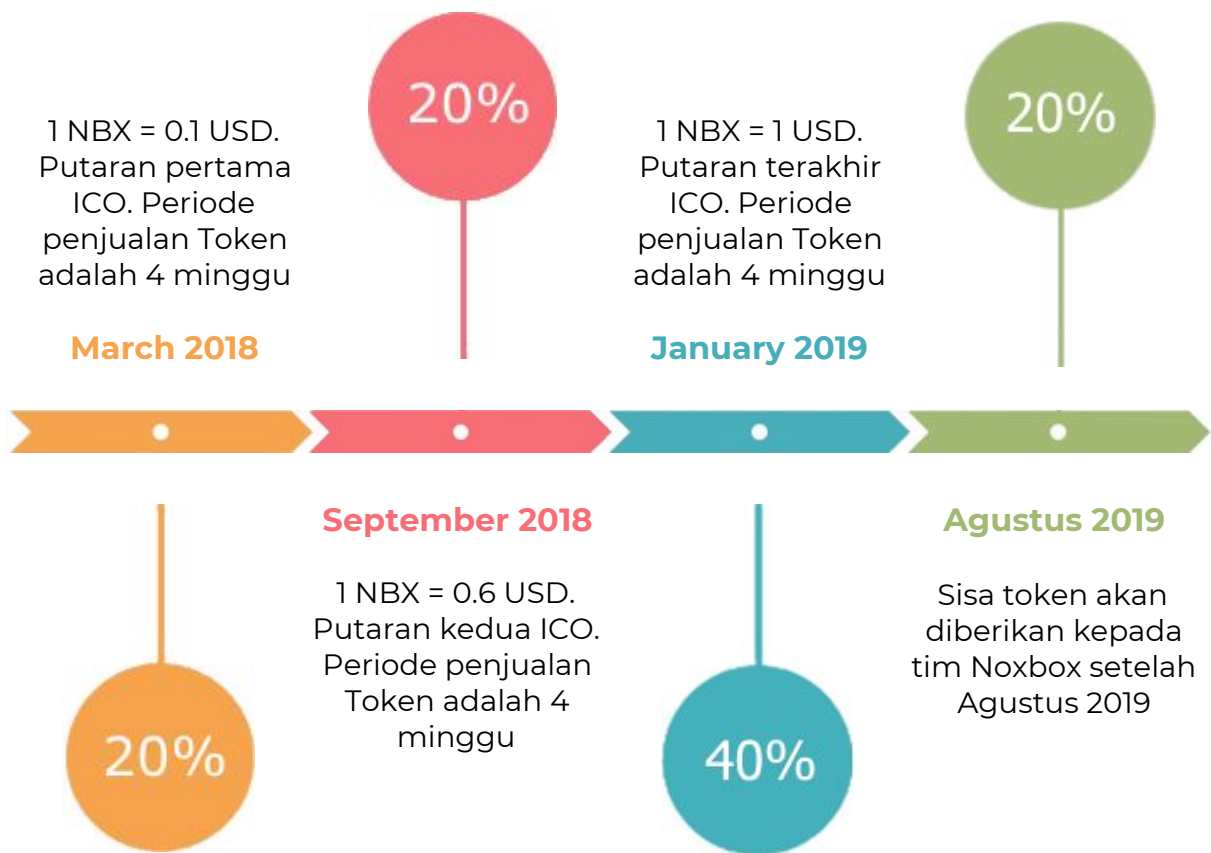 1 NBX = 0.1 USD.
Putaran pertama
ICO. Periode
penjualan Token
adalah 4 minggu
March 2018
20%
20%
September 2018
1 NBX = 0.6 USD.
Putaran kedua ICO.
Periode penjualan
Token adalah 4
minggu
1 NBX = 1 USD.
Putaran terakhir
ICO. Periode
penjualan Token
adalah 4 minggu
January 2019
40%
20%
Agustus 2019
Sisa token akan
diberikan kepada
tim Noxbox setelah
Agustus 2019